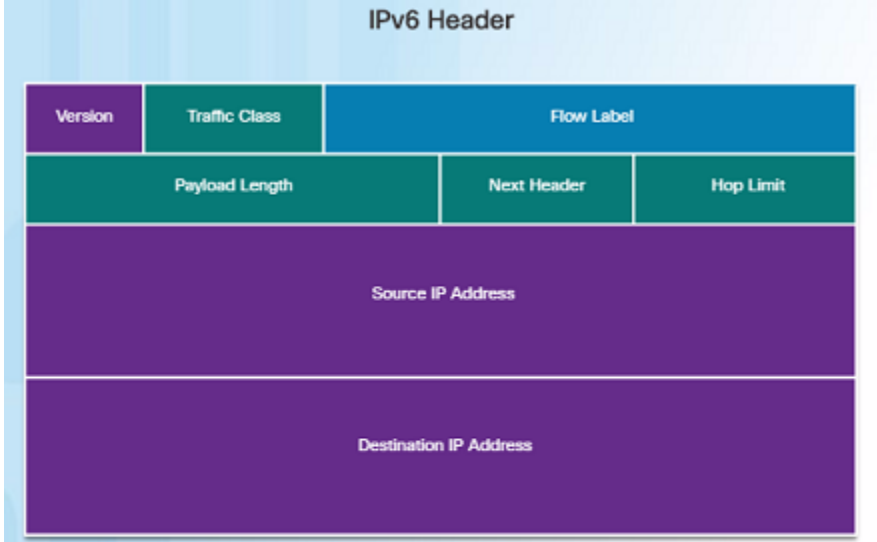 IPv6 Header
Version Traffic Class Flow Label
Payload Length Next Header Hop Limit
Source IP Address
Destination IP Address